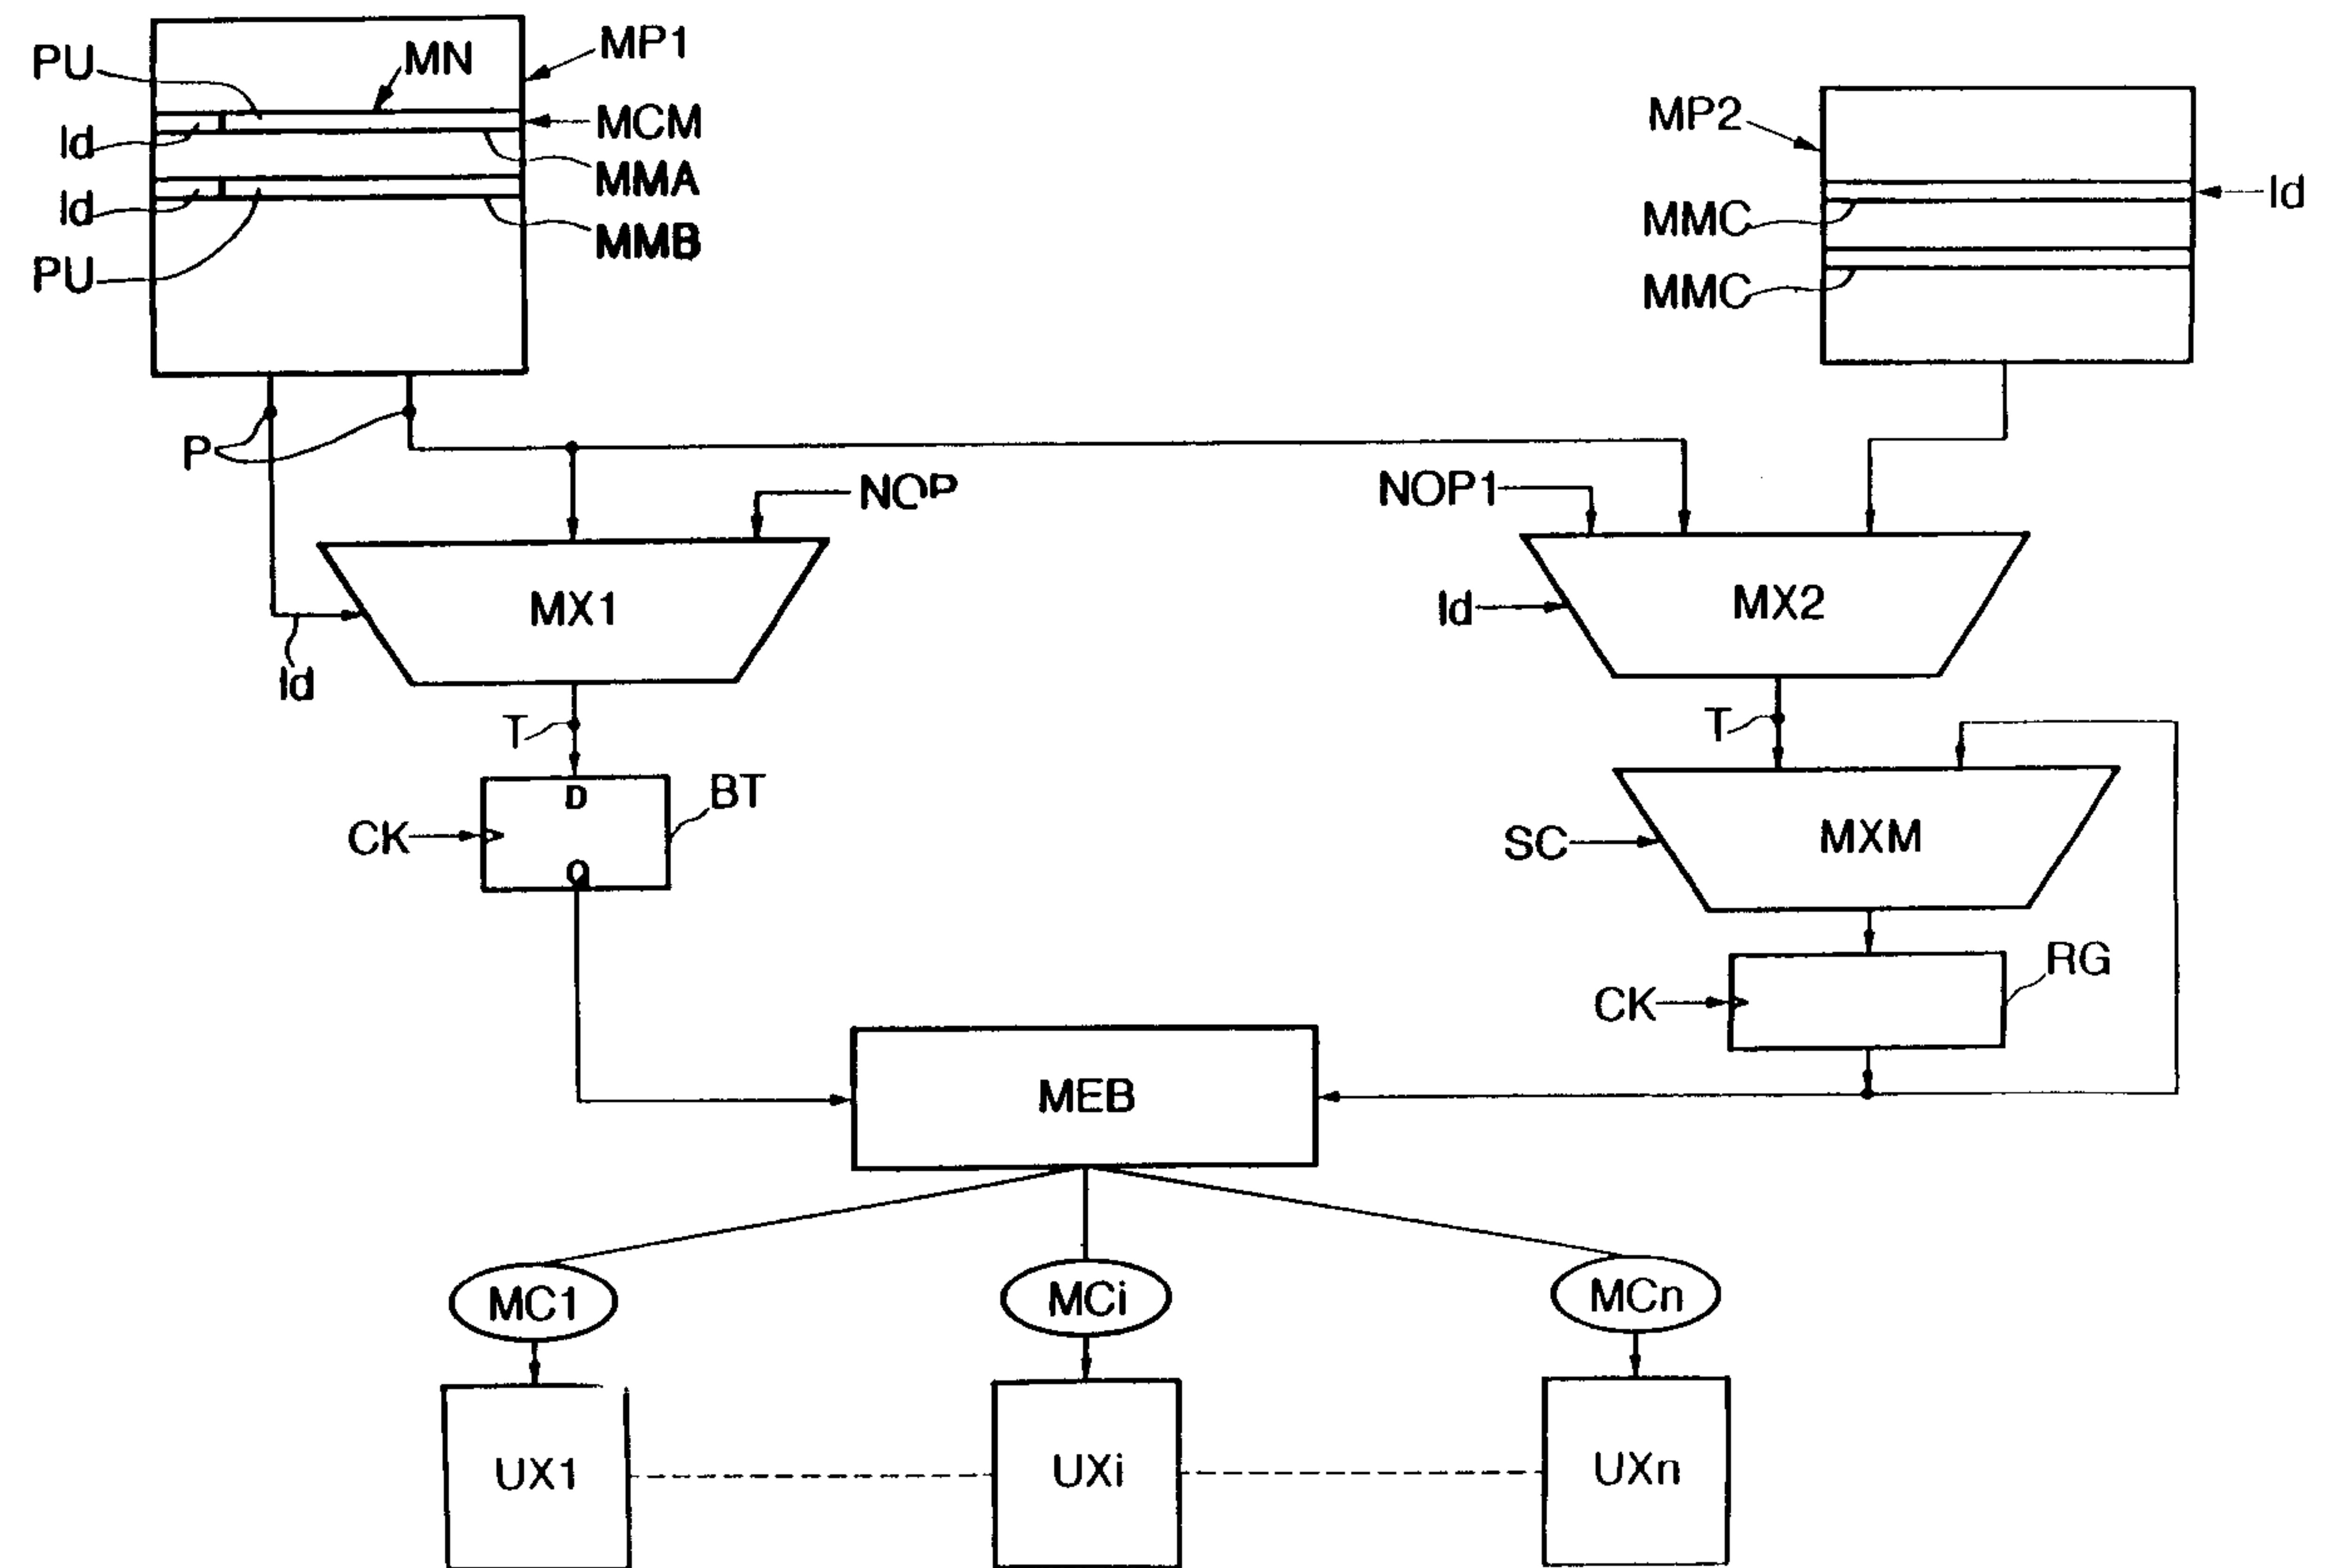 MP1
PU
MN
MCM
MP2
Id
MMA
Id
Id
MMC
MMB
PU
MMC
P
NOP
NOP1
MX1
MX2
Id
Id
T
T
D
BT
CK
Q
SC
MXM
RG
CK
MEB
MC1
MCi
MCn
UX1
UXi
UXn